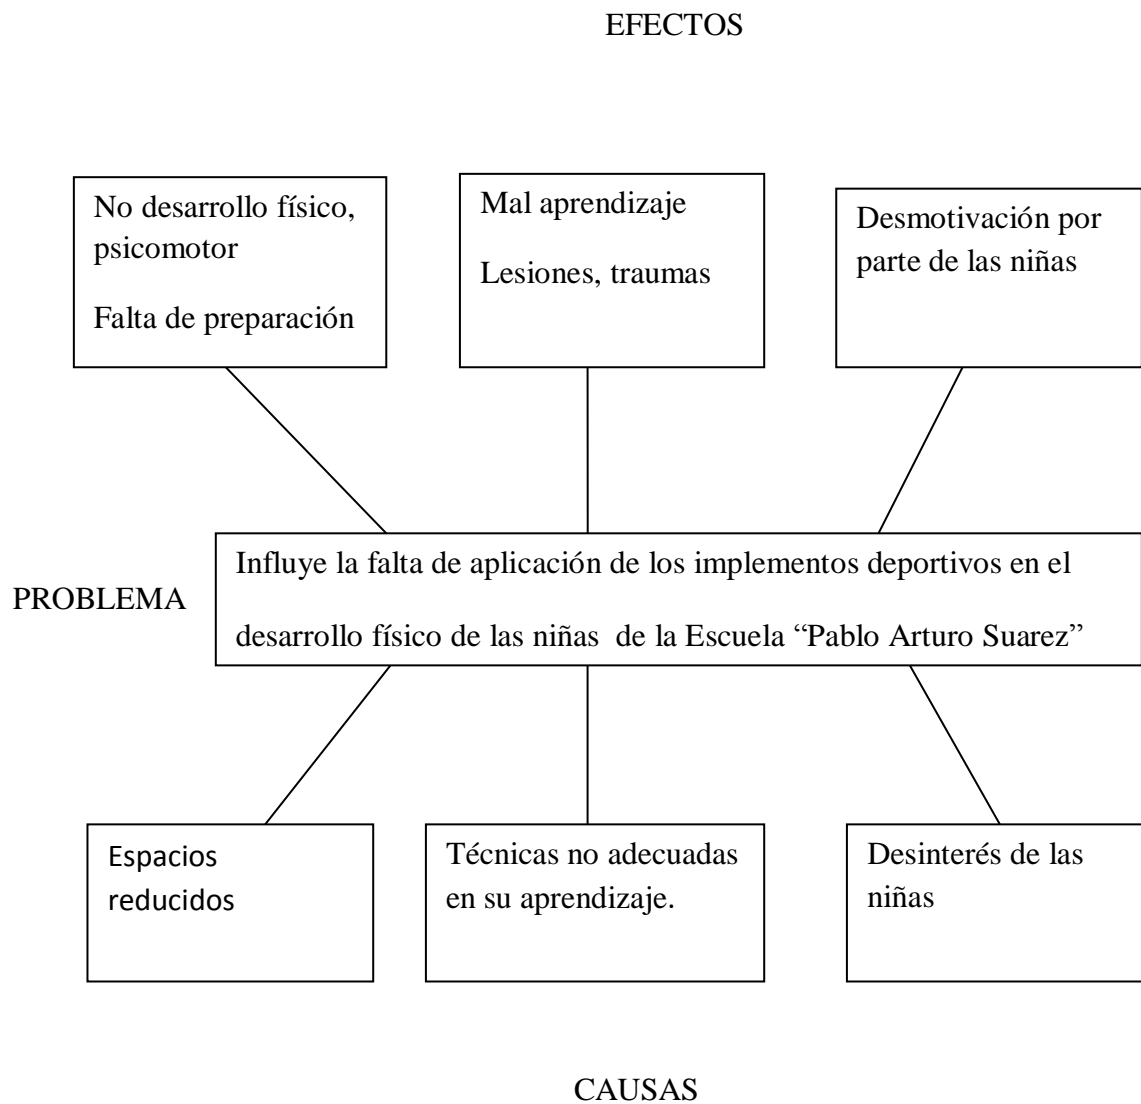 EFECTOS
No desarrollo físico,
psicomotor
Falta de preparación
Mal aprendizaje
Lesiones, traumas
Desmotivación por
parte de las niñas
PROBLEMA
Influye la falta de aplicación de los implementos deportivos en el
desarrollo físico de las niñas  de la Escuela “Pablo Arturo Suarez”
Espacios
reducidos
Técnicas no adecuadas
en su aprendizaje.
Desinterés de las
niñas
CAUSAS